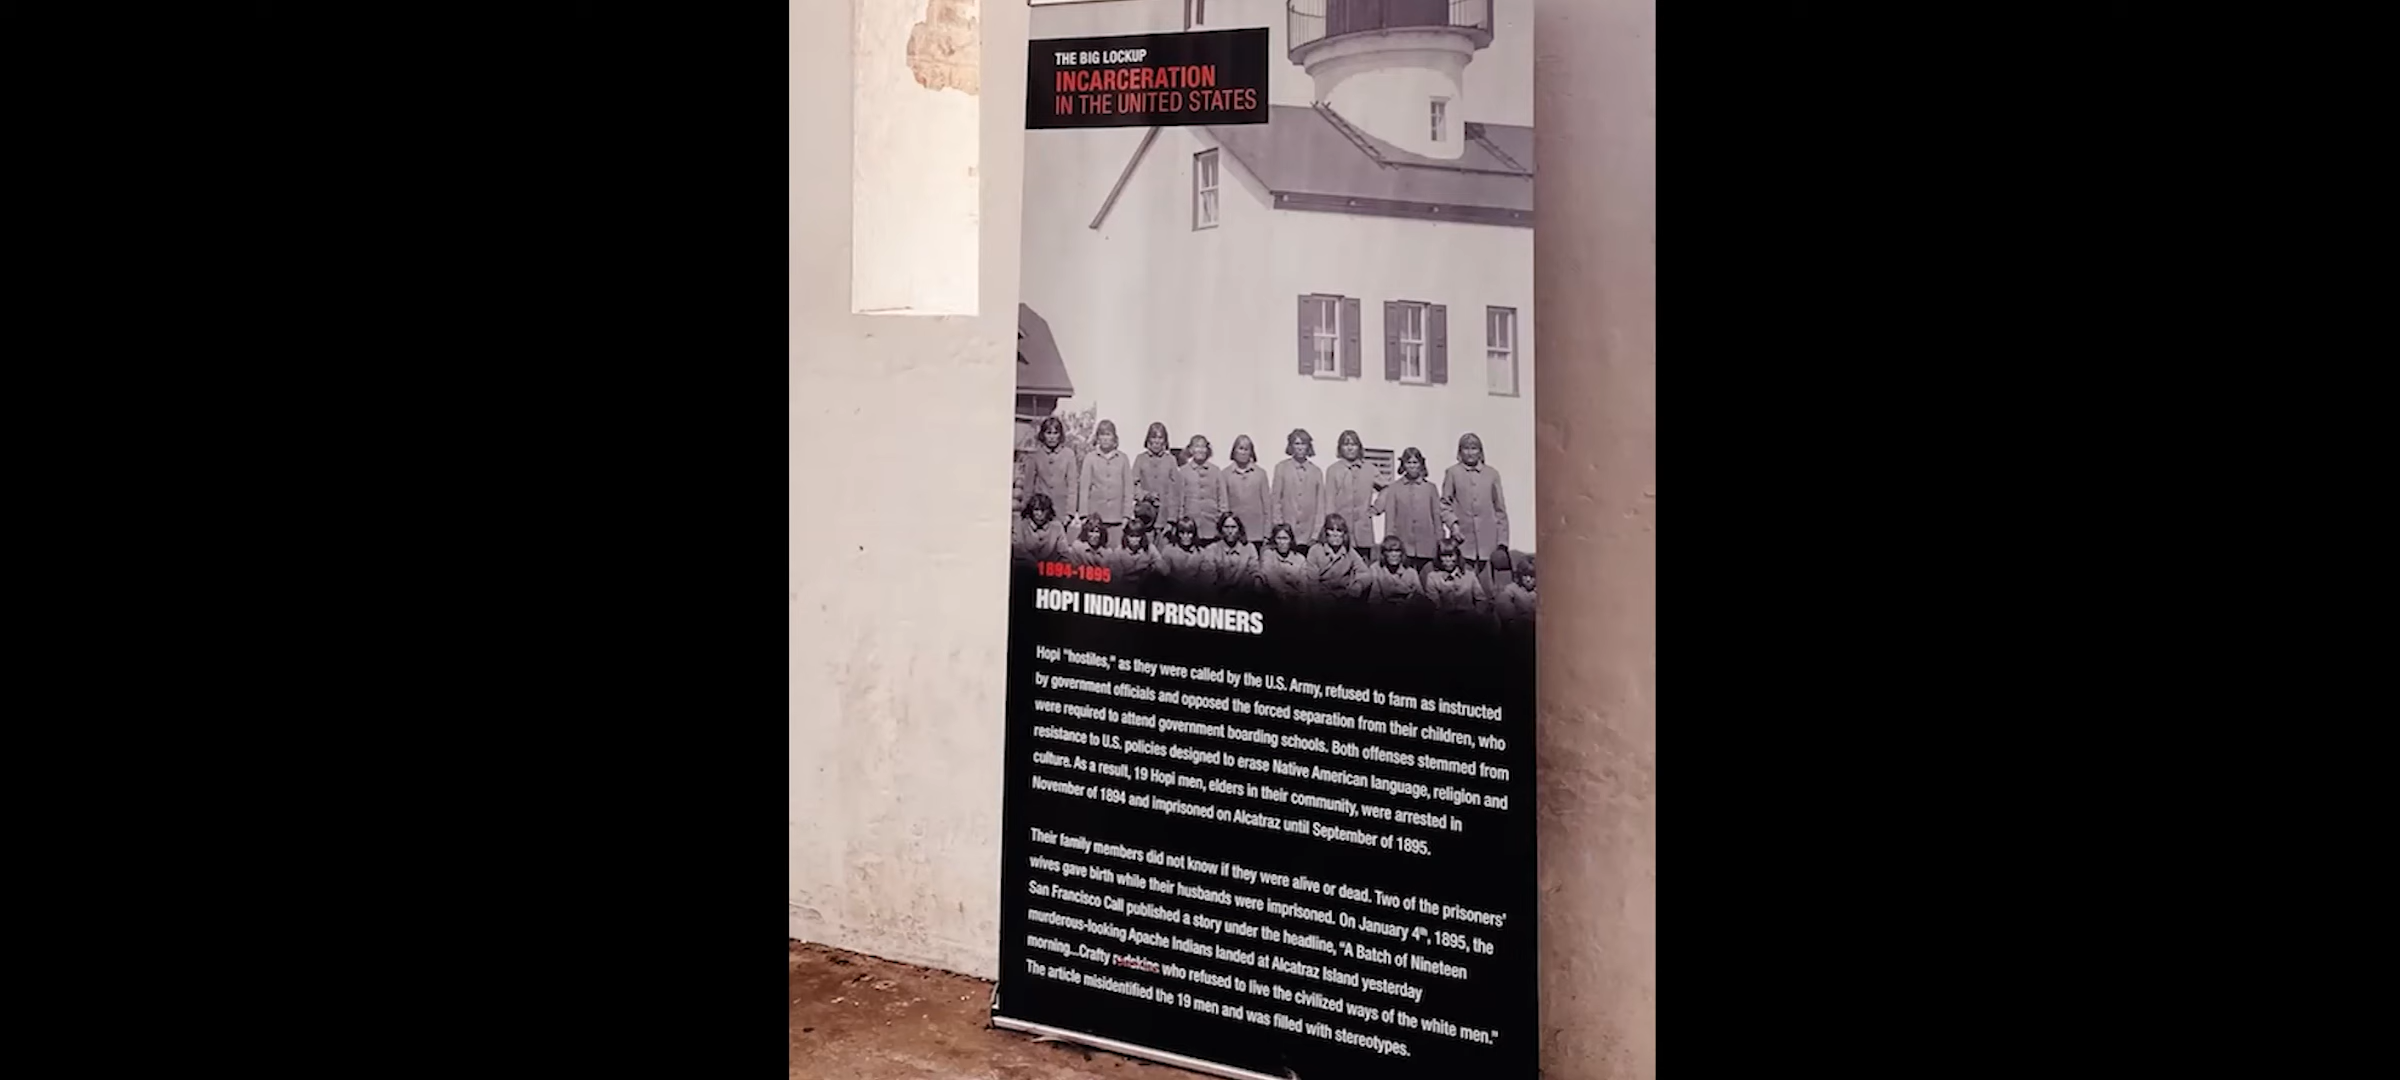 THE BIG LOCKUP
INCARCERATION
IN THE UNITED STATES
1894-1895
HOPI INDIAN PRISONERS
Hopi "hostiles," as they were called by the U.S. Army, refused to farm as instructed
by government officials and opposed the forced separation from their children, who
were required to attend government boarding schools. Both offenses stemmed from
resistance to U.S. policies designed to erase Native American language, religion and
culture. As a result, 19 Hopi men, elders in their community, were arrested in
November of 1894 and imprisoned on Alcatraz until September of 1895.
Their family members did not know if they were alive or dead. Two of the prisoners'
wives gave birth while their husbands were imprisoned. On January 4th, 1895, the
San Francisco Call published a story under the headline, "A Batch of Nineteen
murderous-looking Apache Indians landed at Alcatraz Island yesterday
morning...Crafty redskins who refused to live the civilized ways of the white men."
The article misidentified the 19 men and was filled with stereotypes.